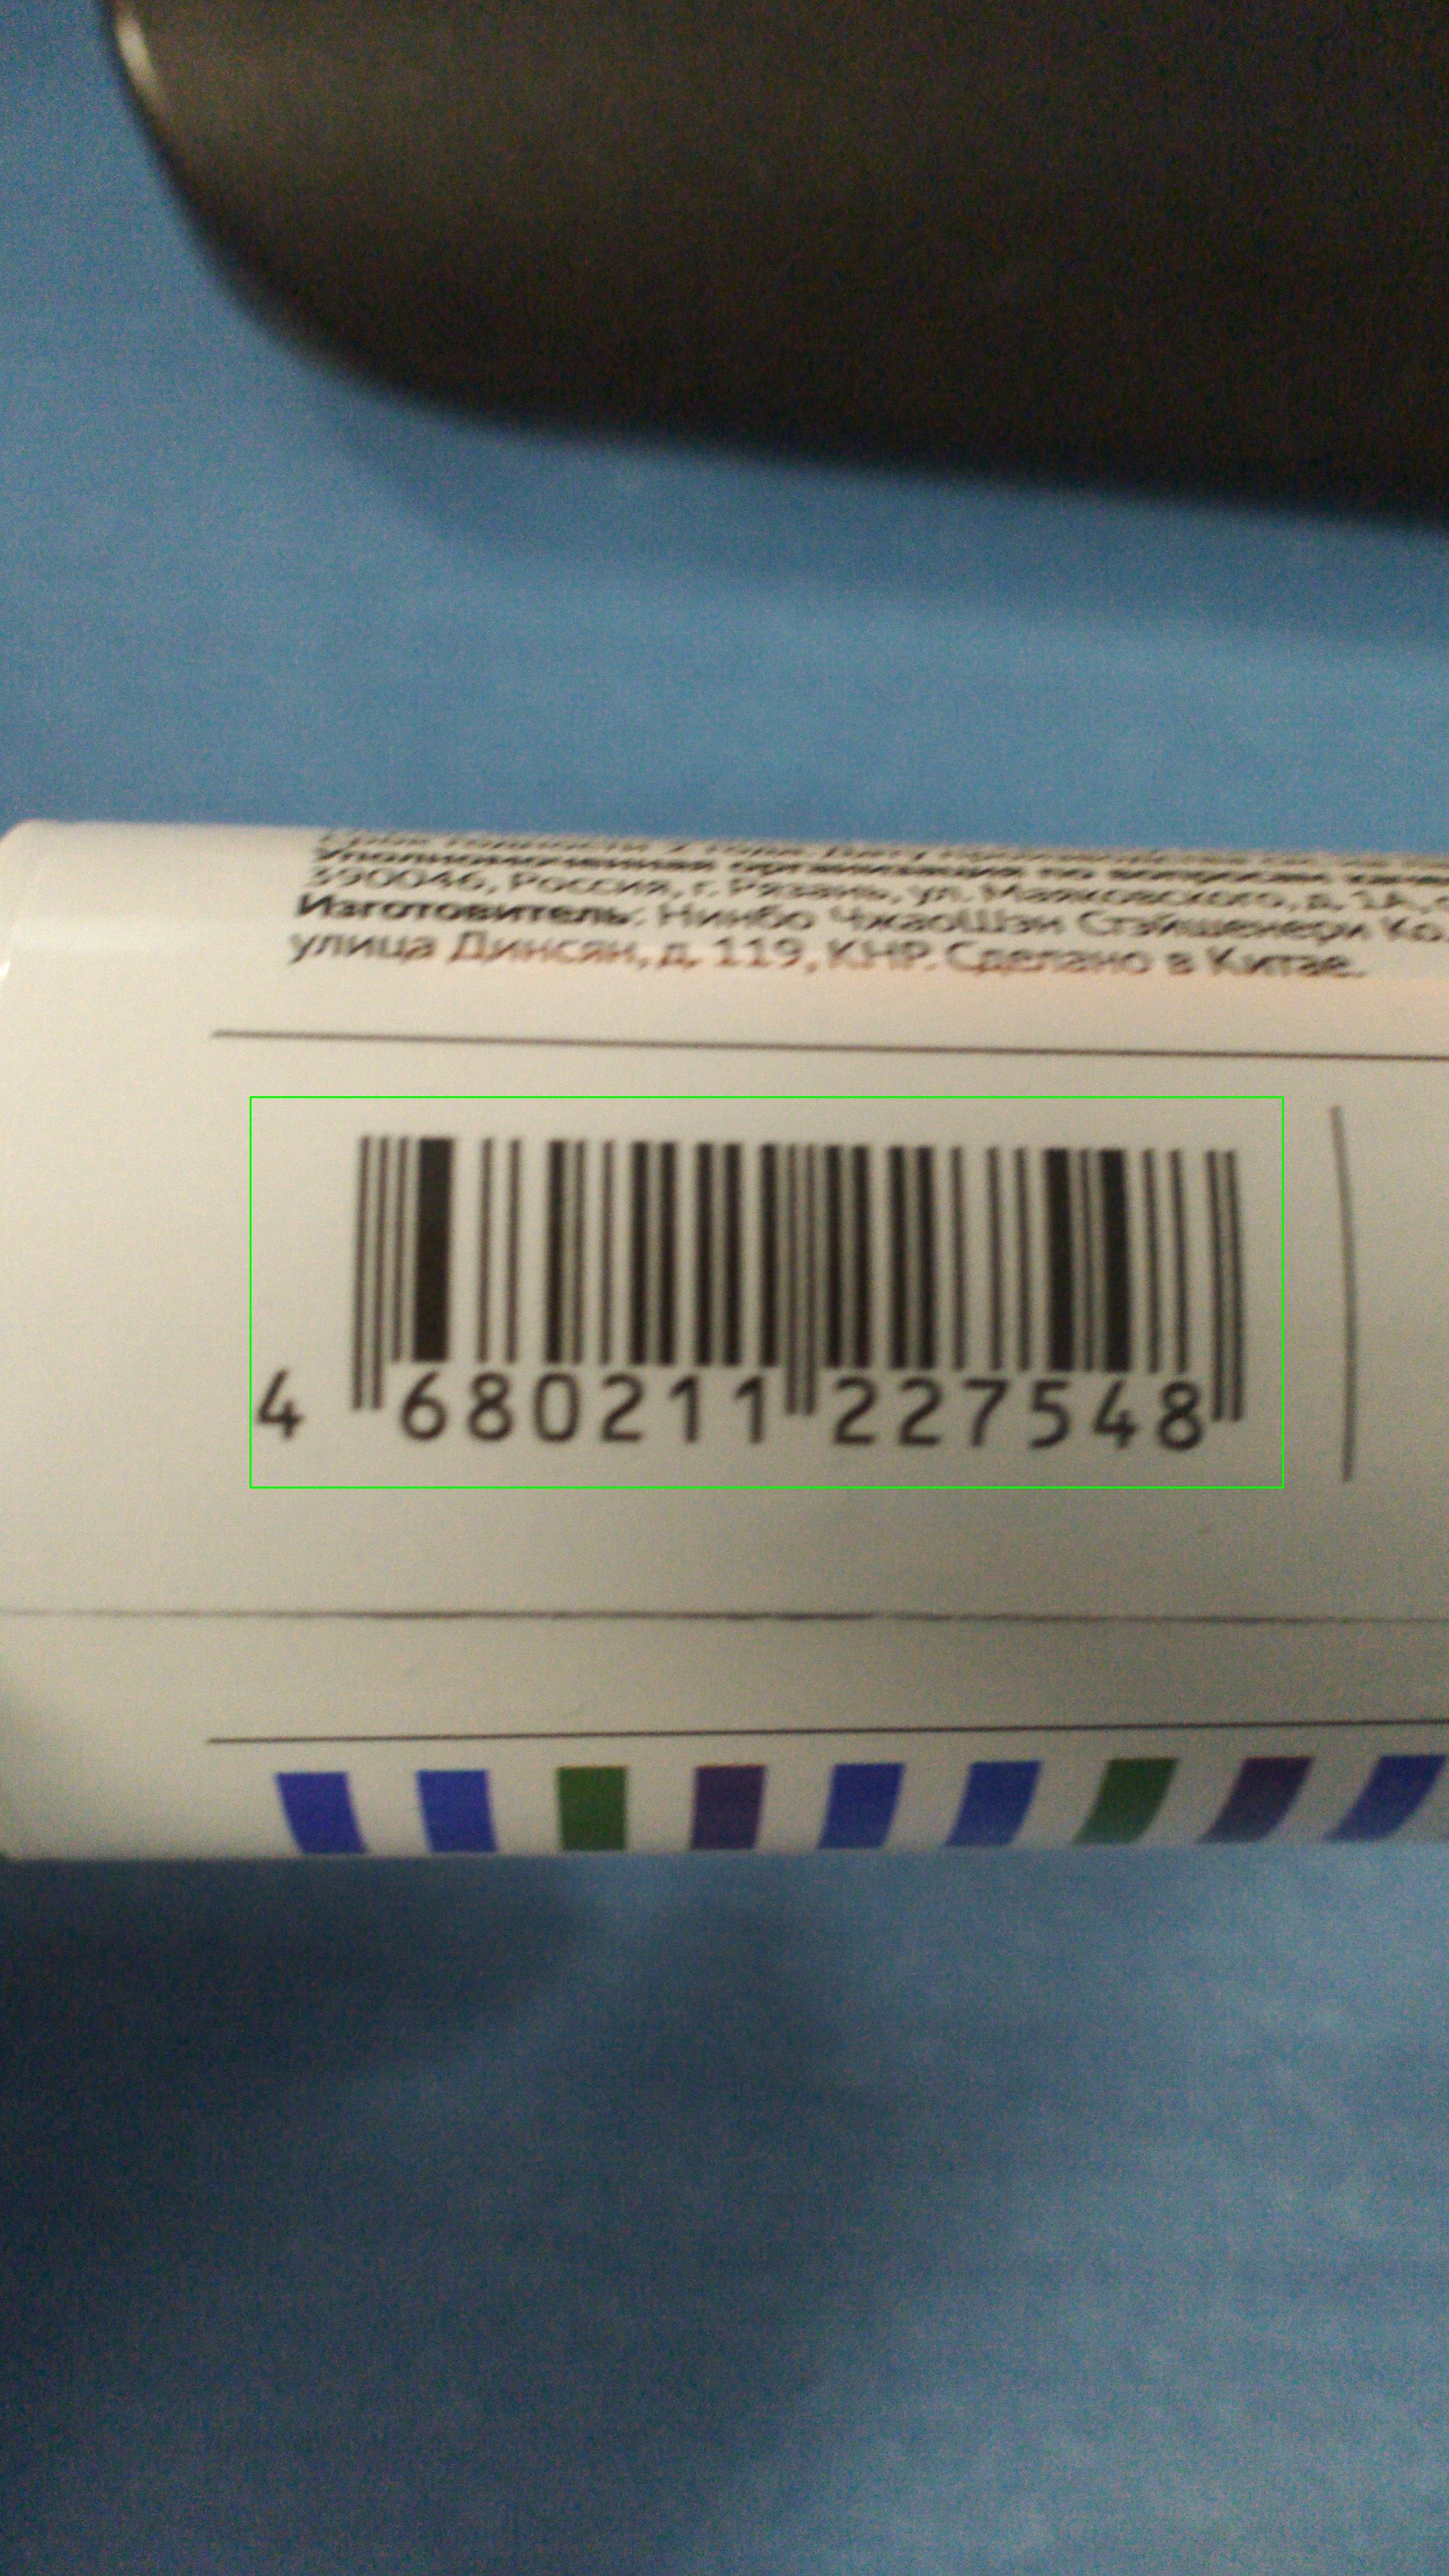 390046, Россия, г. Рязань, ул. Маяковского, д. 1А,
Изготовитель: Нинбо ЧжаоШэн Стэйшенери Ко.
улица Динсян, д. 119, КНР. Сделано в Китае.
4 680211 227548